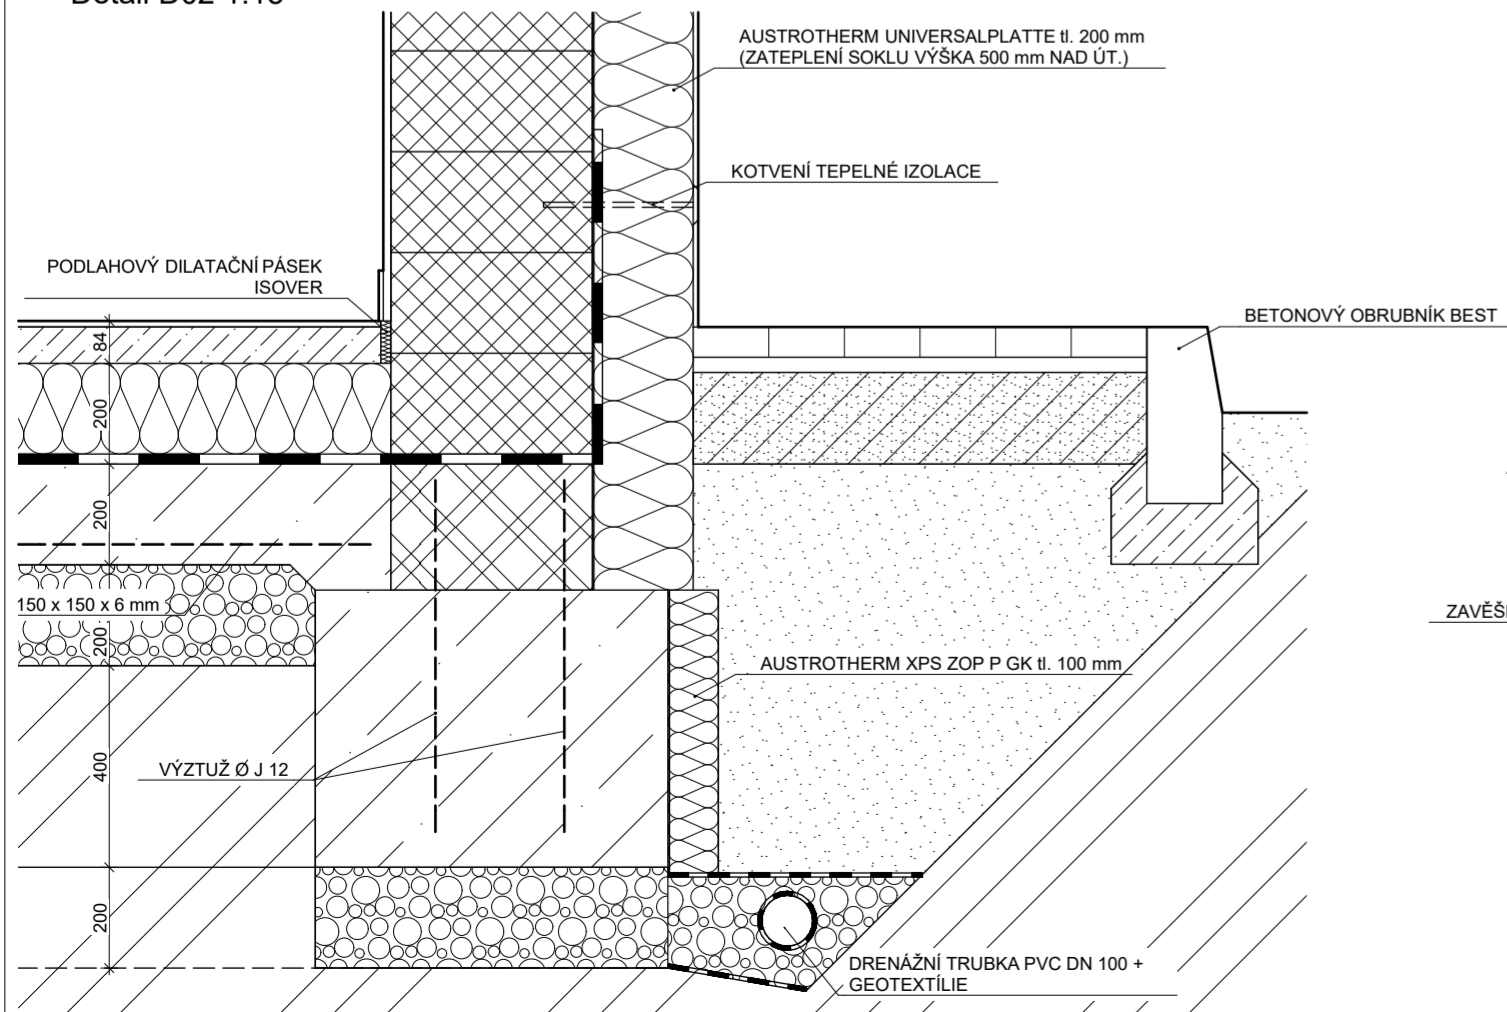 AUSTROTHERM UNIVERSALPLATTE tl. 200 mm
(ZATEPLENÍ SOKLU VÝŠKA 500 mm NAD ÚT.)
KOTVENÍ TEPELNÉ IZOLACE
PODLAHOVÝ DILATAČNÍ PÁSEK
ISOVER
BETONOVÝ OBRUBNÍK BEST
84
200
200
150 x 150 x 6 mm
200
AUSTROTHERM XPS ZOP P GK tl. 100 mm
400
VÝZTUŽ Ø J 12
200
DRENÁŽNÍ TRUBKA PVC DN 100 +
GEOTEXTÍLIE